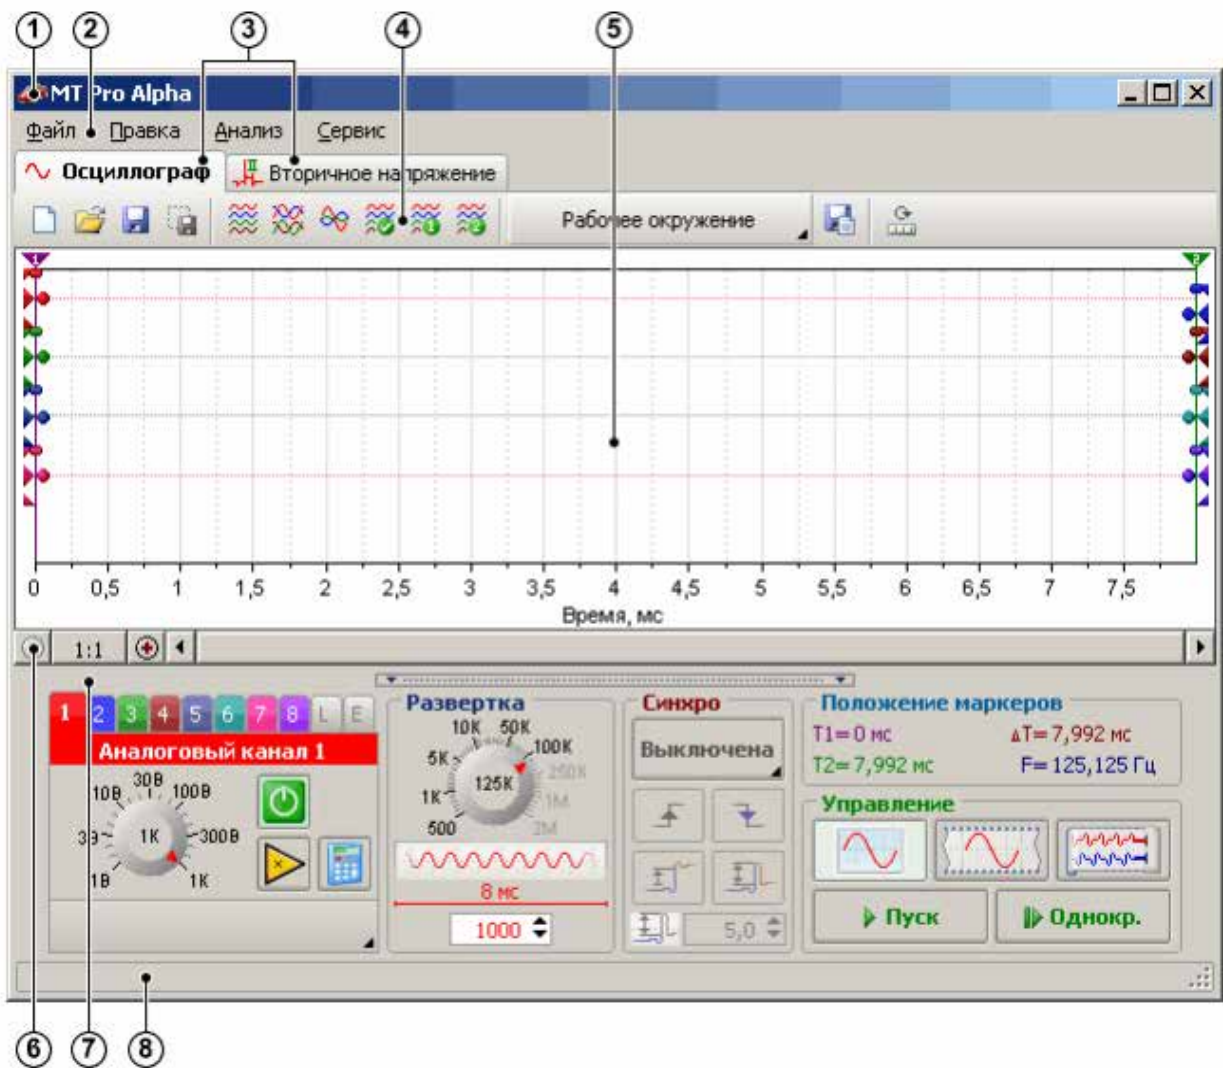 1 2 3 4 5
MT Pro Alpha
Файл Правка Анализ Сервис
Осциллограф Вторичное напряжение
Рабочее окружение
1 2
0 0,5 1 1,5 2 2,5 3 3,5 4 4,5 5 5,5 6 6,5 7 7,5
Время, мс
1:1
1 2 3 4 5 6 7 8 L E
Аналоговый канал 1
1В 3В 10В 30В 100В 300В 1К
1К
Развертка
500 1К 5К 10К 50К 100К 250К 1М 2М
125К
8 мс
1000
Синхро
Выключена
5,0
Положение маркеров
T1=0 мс ΔT=7,992 мс
T2=7,992 мс F=125,125 Гц
Управление
Пуск Однокр.
6 7 8